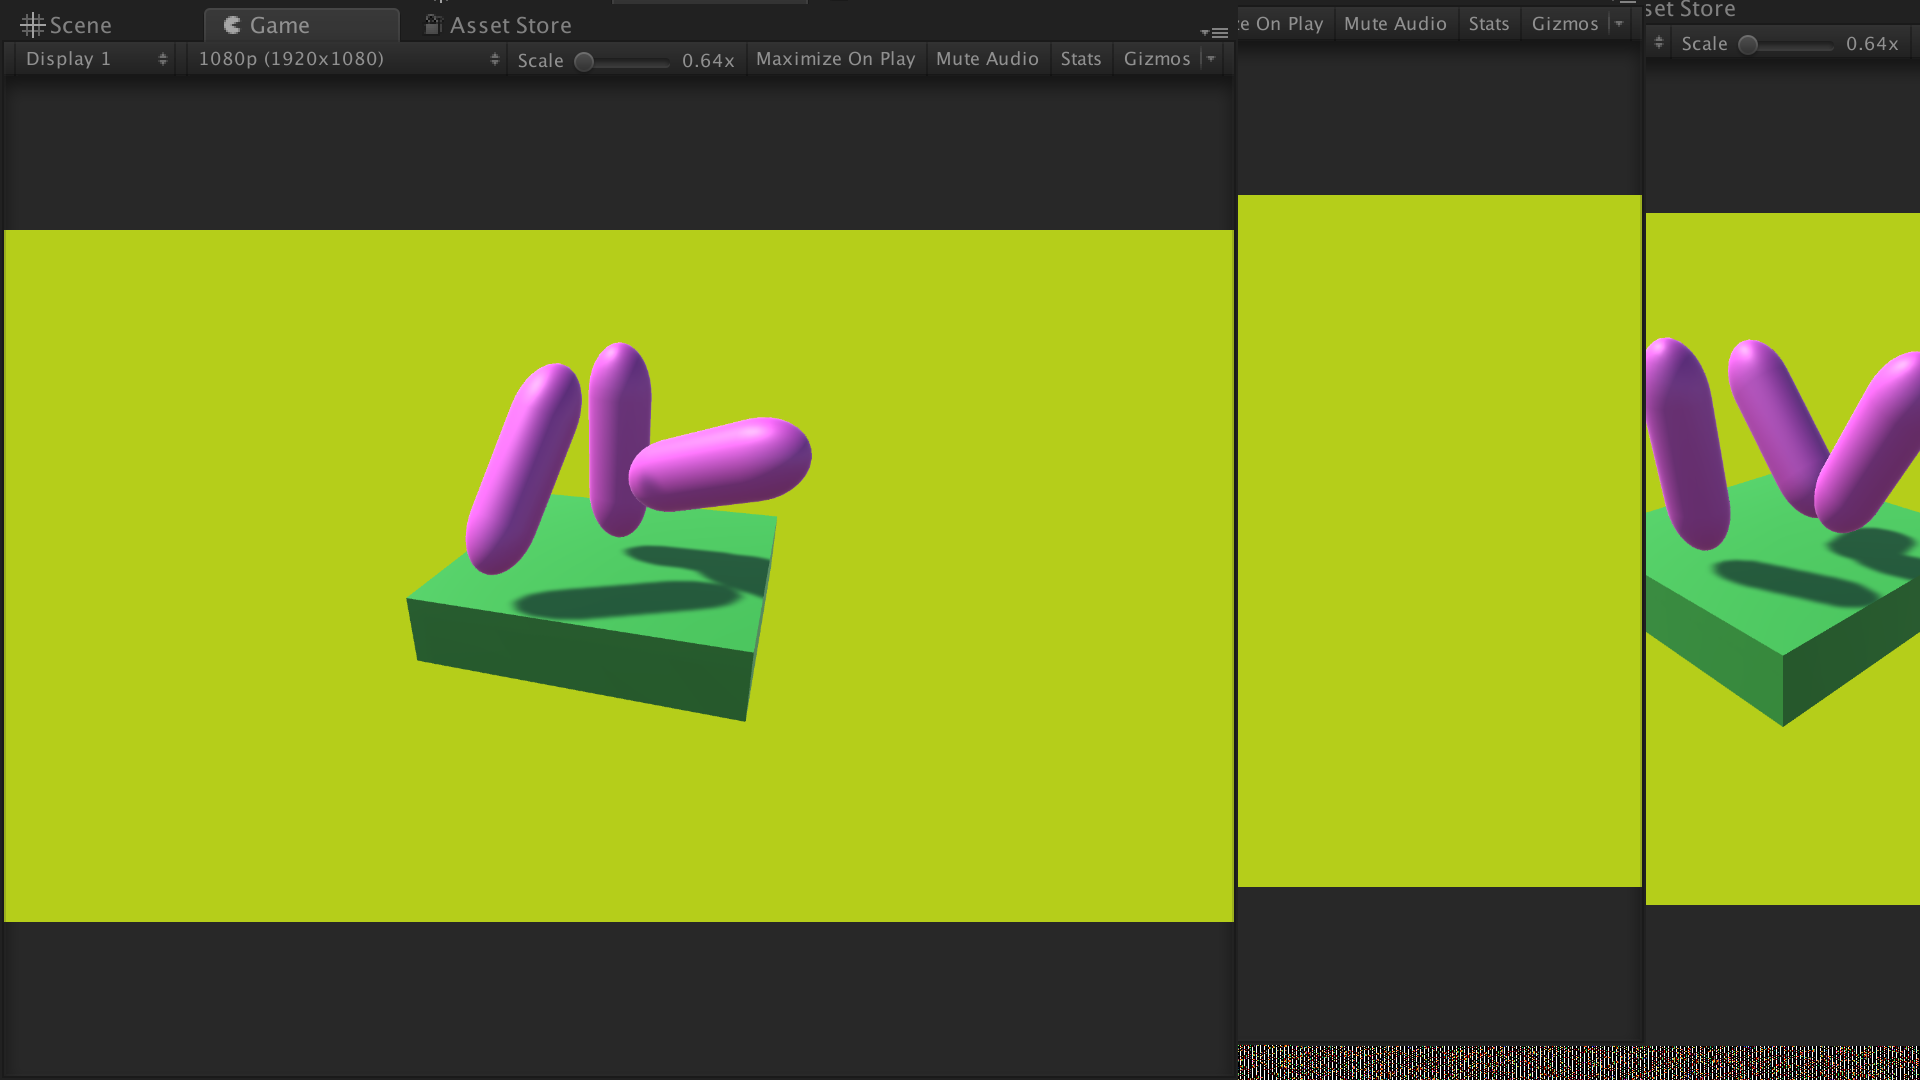 Scene Game Asset Store
Display 1 1080p (1920x1080) Scale 0.64x Maximize On Play Mute Audio Stats Gizmos
On Play Mute Audio Stats Gizmos
Store
Scale 0.64x